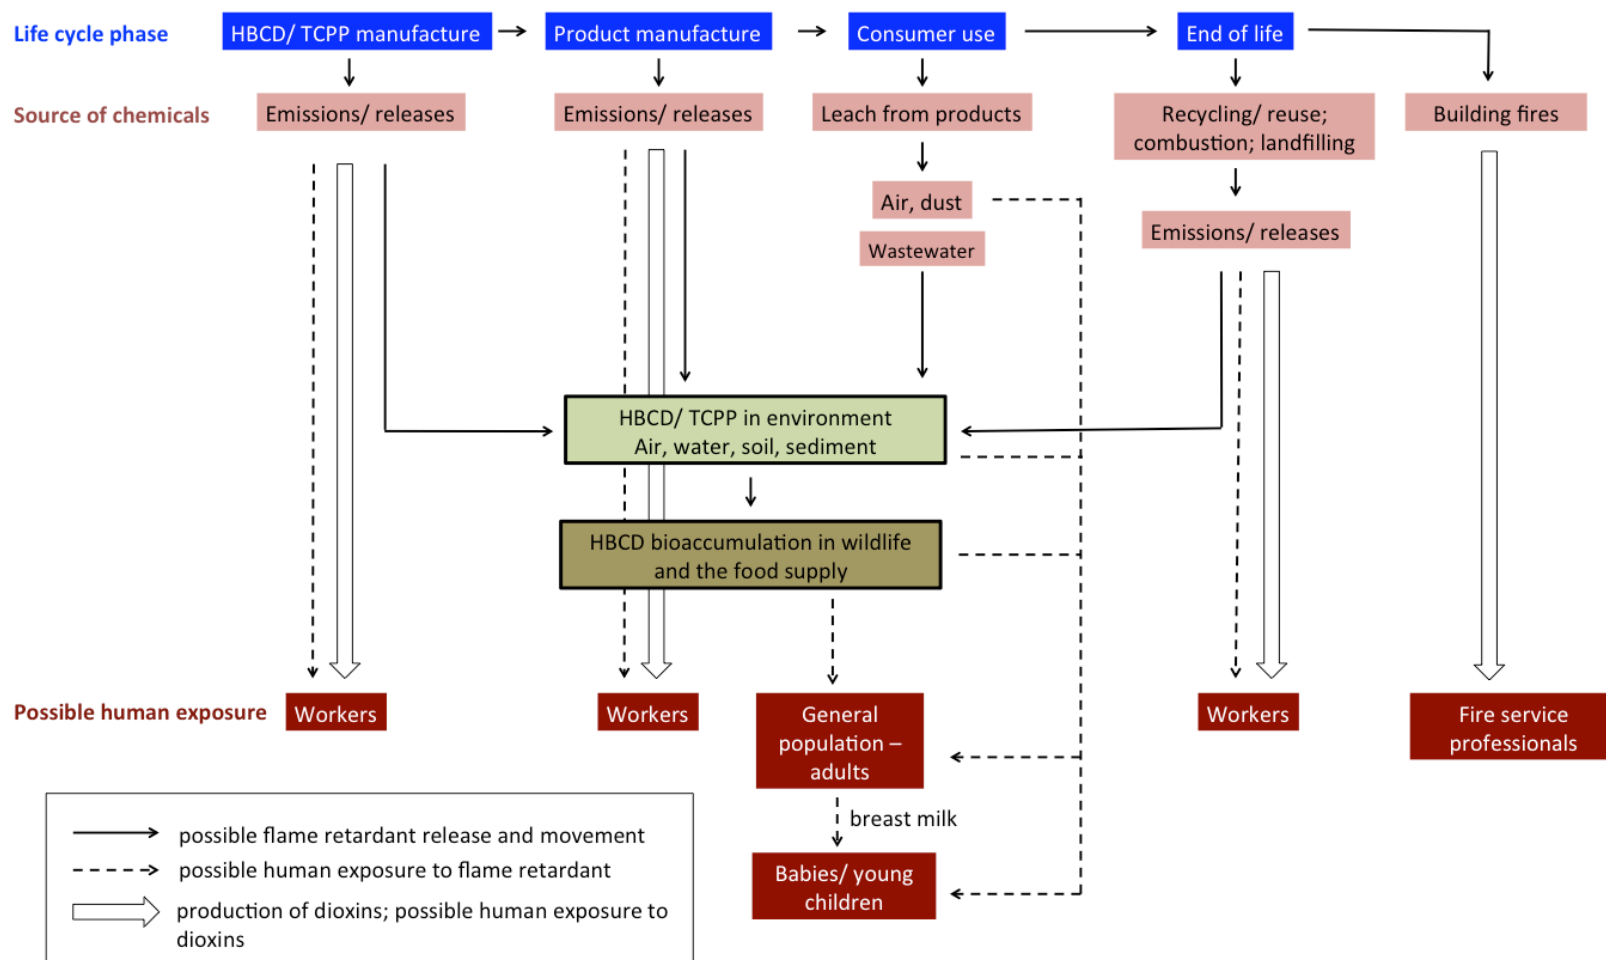 Life cycle phase
HBCD/ TCPP manufacture
Product manufacture
Consumer use
End of life
Source of chemicals
Emissions/ releases
Emissions/ releases
Leach from products
Recycling/ reuse;
combustion; landfilling
Building fires
Air, dust
Wastewater
Emissions/ releases
HBCD/ TCPP in environment
Air, water, soil, sediment
HBCD bioaccumulation in wildlife
and the food supply
Possible human exposure
Workers
Workers
General
population –
adults
Workers
Fire service
professionals
breast milk
Babies/ young
children
possible flame retardant release and movement
possible human exposure to flame retardant
production of dioxins; possible human exposure to
dioxins